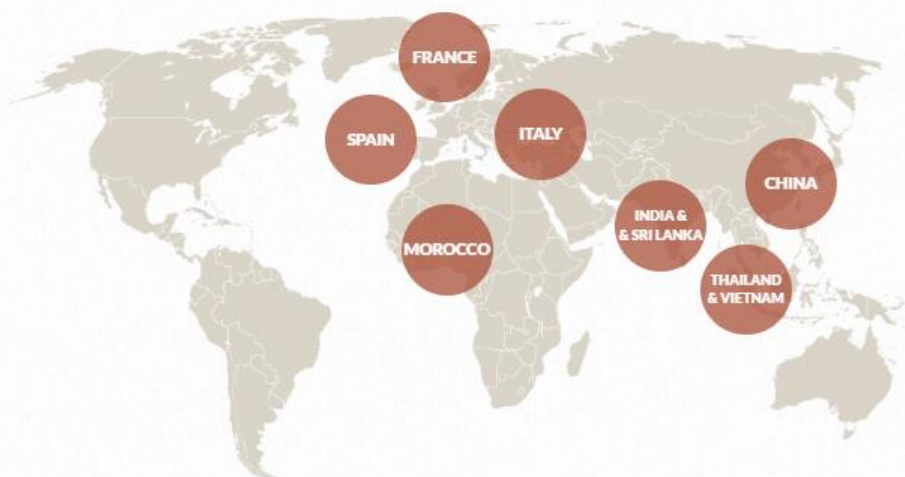 FRANCE
SPAIN
ITALY
CHINA
INDIA &
& SRI LANKA
MOROCCO
THAILAND
& VIETNAM